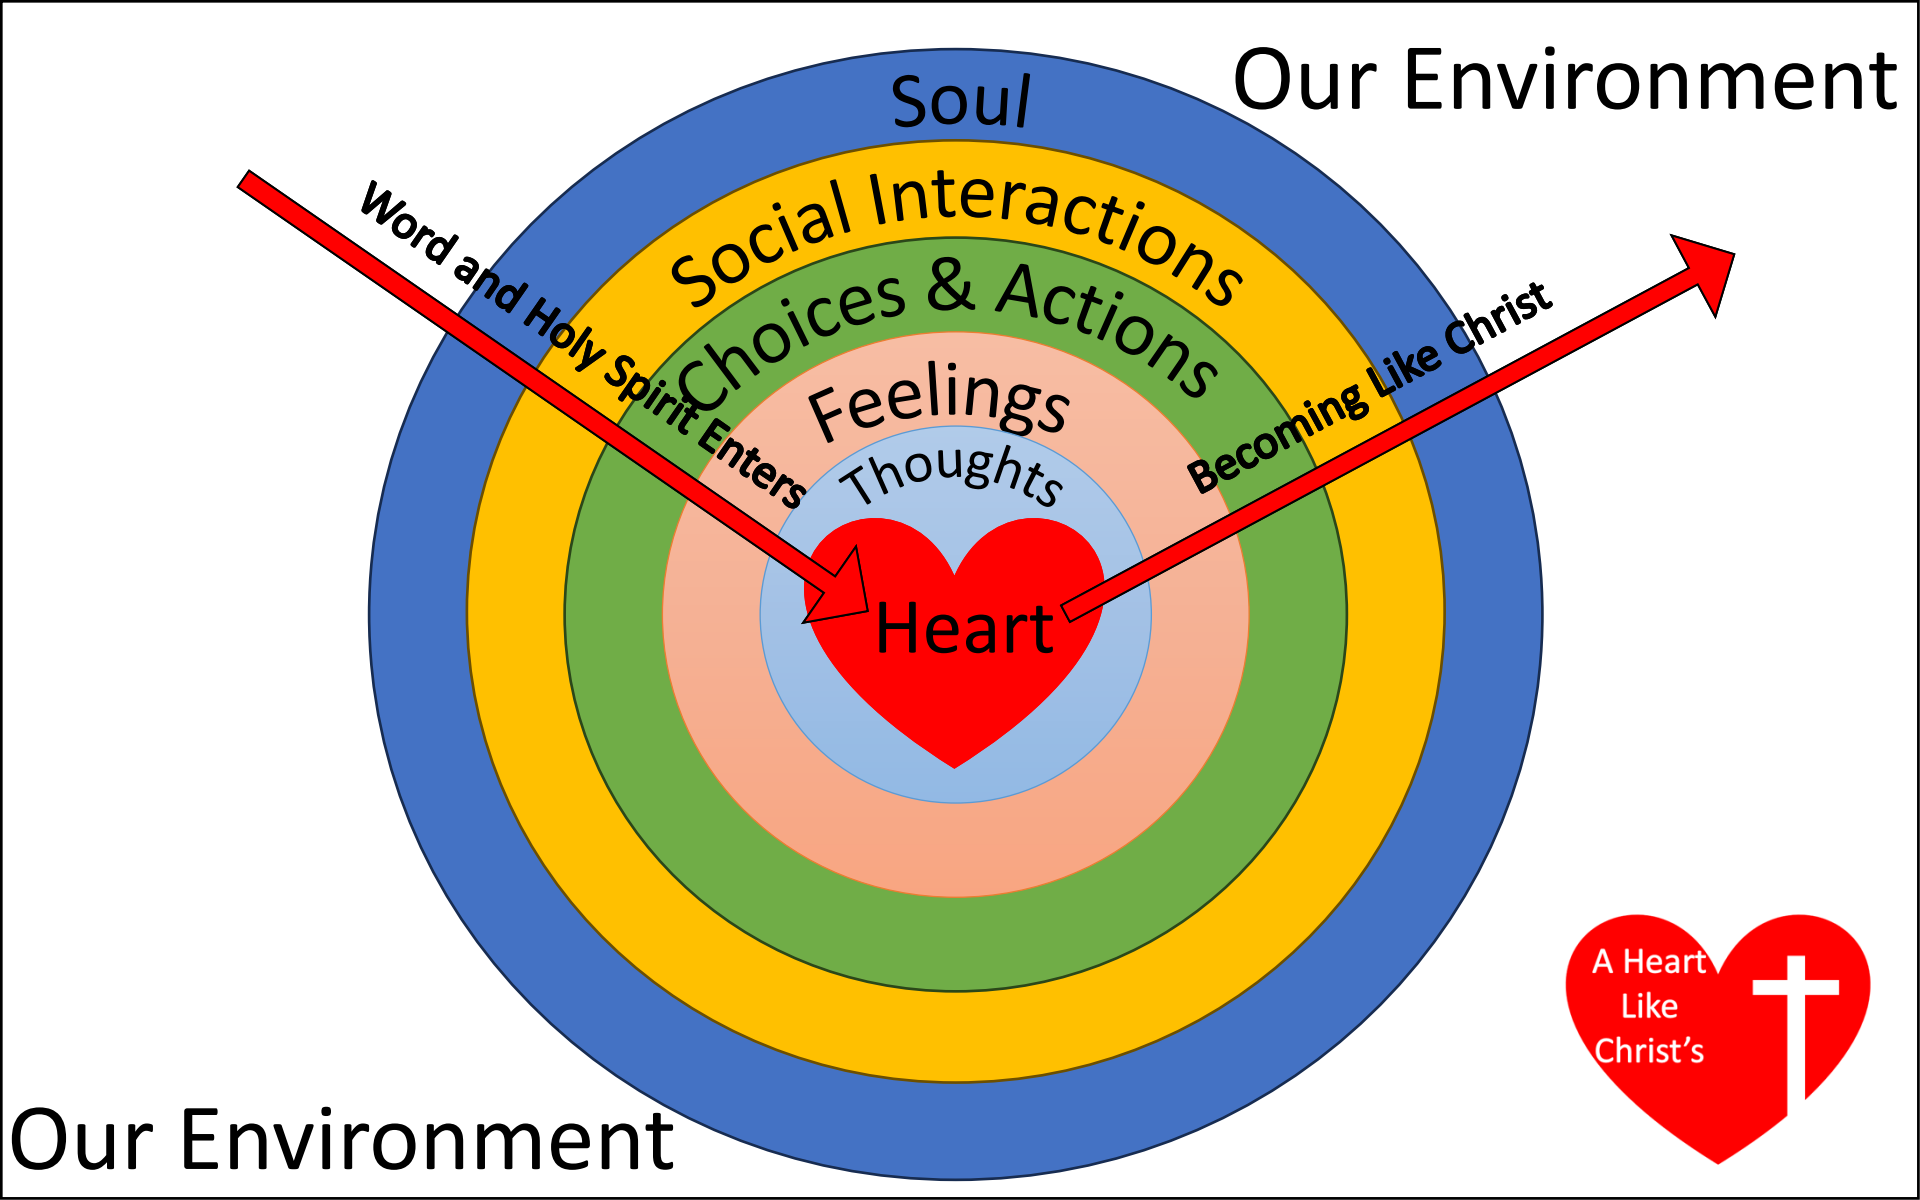 Our Environment
Soul
Social Interactions
Choices & Actions
Feelings
Thoughts
Heart
Word and Holy Spirit Enters
Becoming Like Christ
A Heart
Like
Christ’s
Our Environment